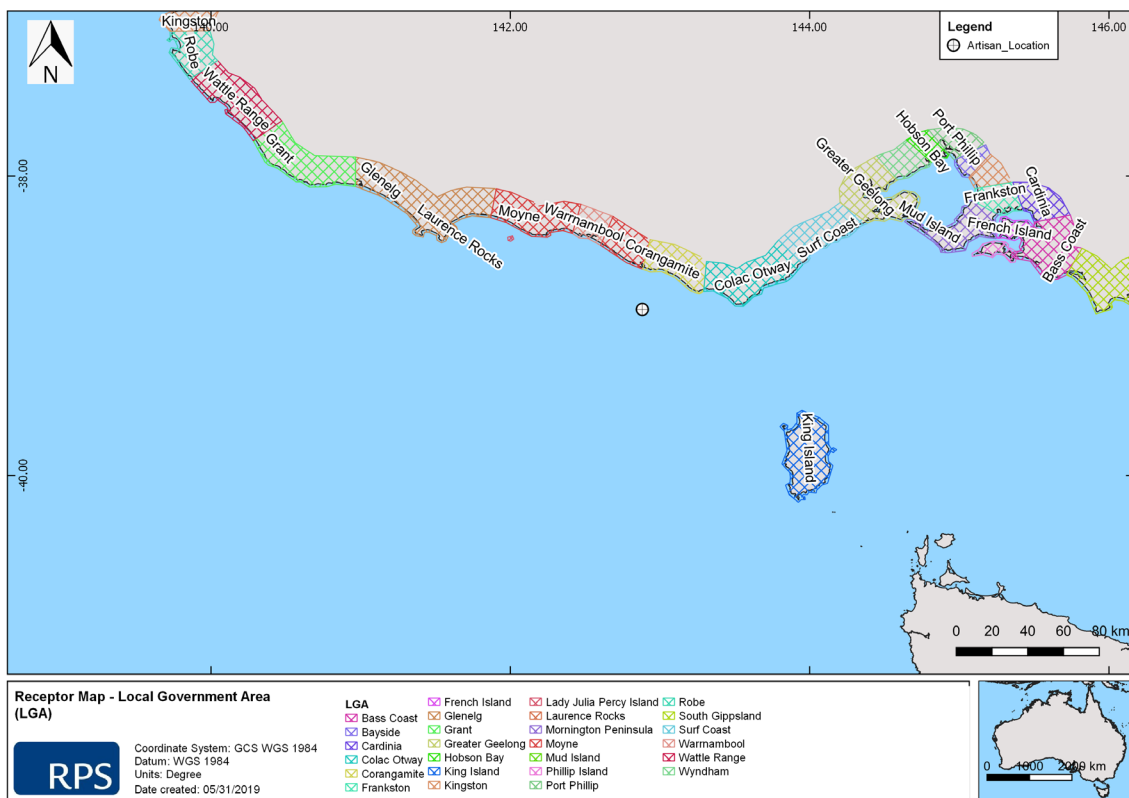 140.00
142.00
144.00
146.00
Legend
Artisan_Location
N
-38.00
-40.00
Kingston
Robe
Wattle Range
Grant
Glenelg
Laurence Rocks
Moyne
Warrnambool
Corangamite
Colac Otway
Surf Coast
Greater Geelong
Hobson Bay
Port Phillip
Mud Island
Frankston
Cardinia
French Island
Bass Coast
King Island
0 20 40 60 80 km
Receptor Map - Local Government Area
(LGA)
RPS
Coordinate System: GCS WGS 1984
Datum: WGS 1984
Units: Degree
Date created: 05/31/2019
LGA
Bass Coast
Bayside
Cardinia
Colac Otway
Corangamite
Frankston
French Island
Glenelg
Grant
Greater Geelong
Hobson Bay
King Island
Kingston
Lady Julia Percy Island
Laurence Rocks
Mornington Peninsula
Moyne
Mud Island
Phillip Island
Port Phillip
Robe
South Gippsland
Surf Coast
Warrnambool
Wattle Range
Wyndham
0 1000 2000 km